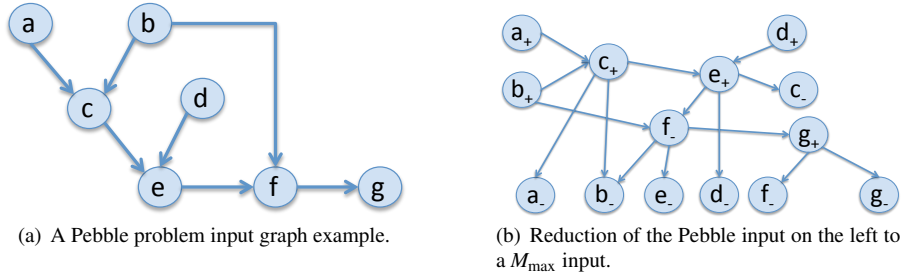 a
b
c
d
e
f
g
(a) A Pebble problem input graph example.
a+
d+
c+
e+
b+
c-
f-
g+
a-
b-
e-
d-
f-
g-
(b) Reduction of the Pebble input on the left to
a Mmax input.